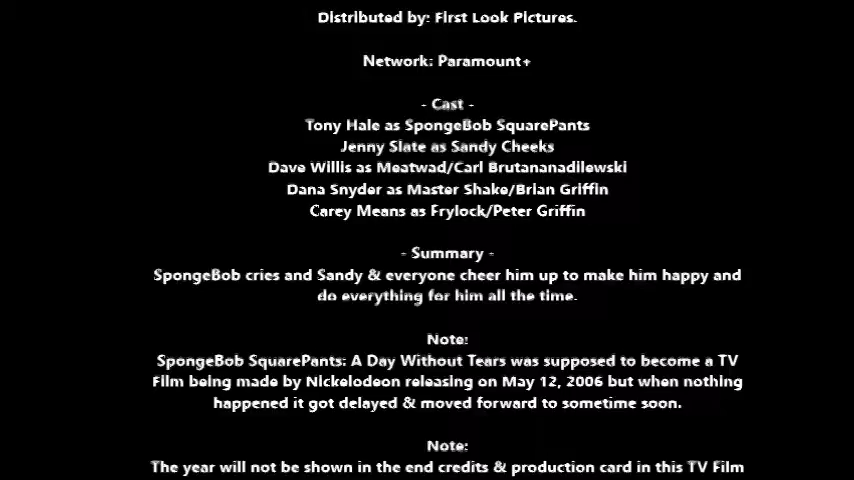 Distributed by: First Look Pictures.
Network: Paramount+
- Cast -
Tony Hale as SpongeBob SquarePants
Jenny Slate as Sandy Cheeks
Dave Willis as Meatwad/Carl Brutananadilewski
Dana Snyder as Master Shake/Brian Griffin
Carey Means as Frylock/Peter Griffin
- Summary -
SpongeBob cries and Sandy & everyone cheer him up to make him happy and
do everything for him all the time.
Note:
SpongeBob SquarePants: A Day Without Tears was supposed to become a TV
Film being made by Nickelodeon releasing on May 12, 2006 but when nothing
happened it got delayed & moved forward to sometime soon.
Note:
The year will not be shown in the end credits & production card in this TV Film